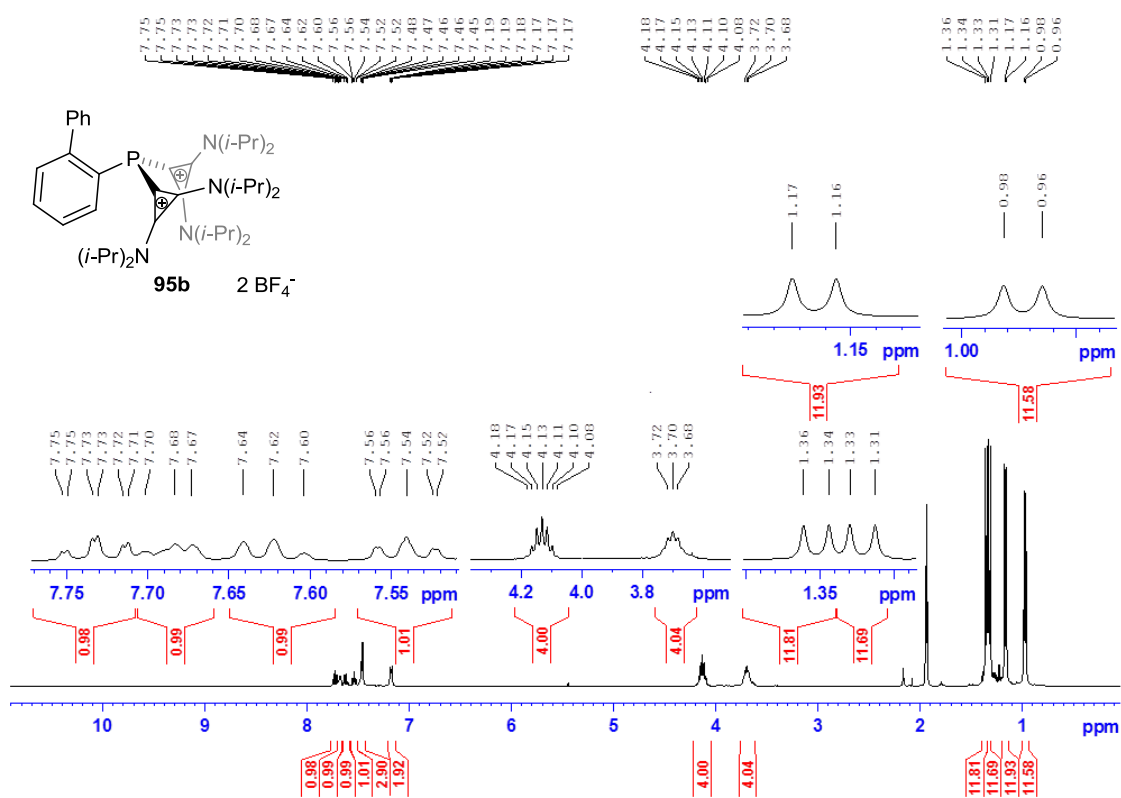 7.75 7.75 7.73 7.73 7.72 7.71 7.70 7.68 7.67 7.64 7.62 7.60 7.56 7.56 7.54 7.52 7.52 7.48 7.47 7.46 7.46 7.45 7.19 7.19 7.18 7.17 7.17 7.17
4.18 4.17 4.15 4.13 4.11 4.10 4.08 3.72 3.70 3.68
1.36 1.34 1.33 1.31 1.17 1.16 0.98 0.96
Ph
P
N(i-Pr)2
N(i-Pr)2
N(i-Pr)2
(i-Pr)2N
95b 2 BF4-
1.17 1.16
0.98 0.96
1.15 ppm
1.00 ppm
11.93
11.58
7.75 7.75 7.73 7.73 7.72 7.71 7.70 7.68 7.67 7.64 7.62 7.60 7.56 7.56 7.54 7.52 7.52
4.18 4.17 4.15 4.13 4.11 4.10 4.08 3.72 3.70 3.68
1.36 1.34 1.33 1.31
7.75 7.70 7.65 7.60 7.55 ppm
4.2 4.0 3.8 ppm
1.35 ppm
0.98 0.99 0.99 1.01
4.00 4.04
11.81 11.69
10 9 8 7 6 5 4 3 2 1 ppm
0.98 0.99 0.99 1.01 2.90 1.92 4.00 4.04 11.81 11.69 11.93 11.58